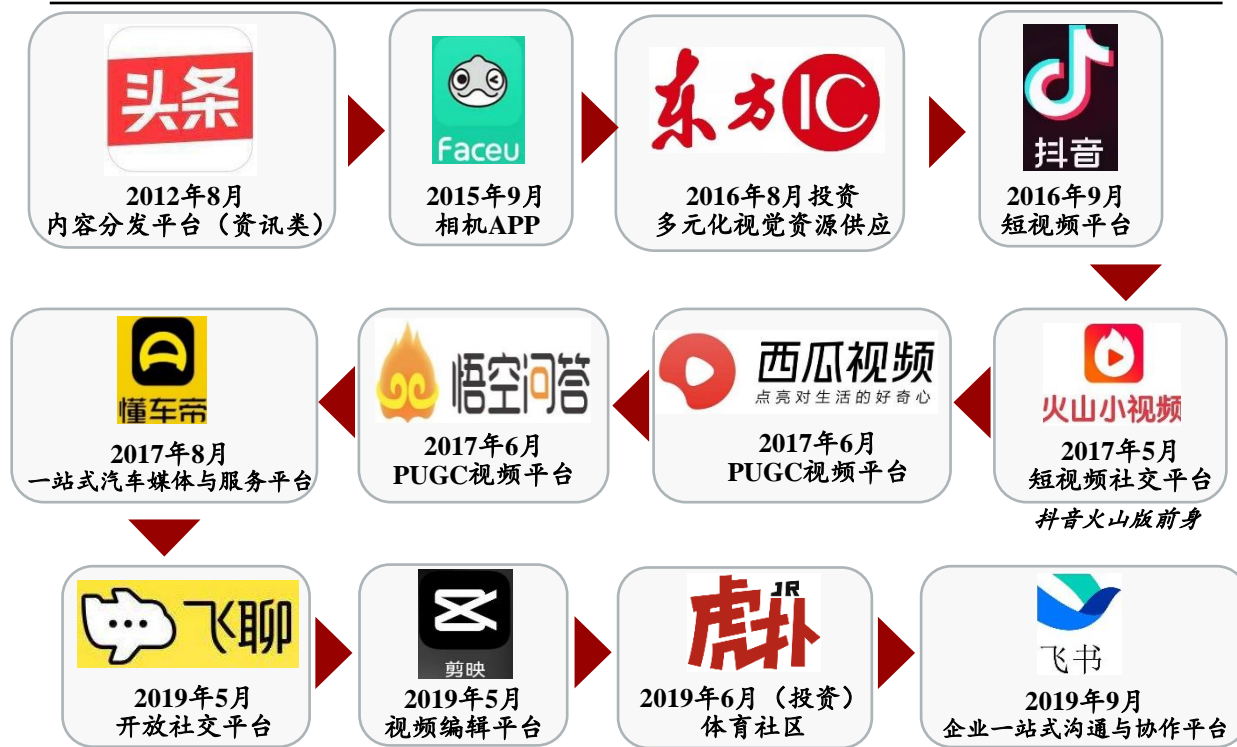 头条
2012年8月
内容分发平台（资讯类）
Faceu
2015年9月
相机APP
东方IC
2016年8月投资
多元化视觉资源供应
抖音
2016年9月
短视频平台
火山小视频
2017年5月
短视频社交平台
抖音火山版前身
西瓜视频
点亮对生活的好奇心
2017年6月
PUGC视频平台
悟空问答
2017年6月
PUGC视频平台
懂车帝
2017年8月
一站式汽车媒体与服务平台
飞聊
2019年5月
开放社交平台
剪映
2019年5月
视频编辑平台
虎扑JR
2019年6月（投资）
体育社区
飞书
2019年9月
企业一站式沟通与协作平台